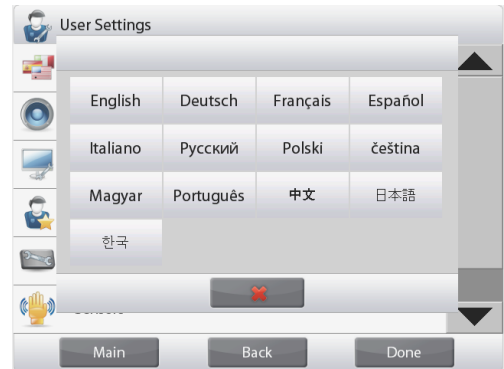 User Settings
English Deutsch Français Español
Italiano Русский Polski čeština
Magyar Português 中文 日本語
한국
Main Back Done